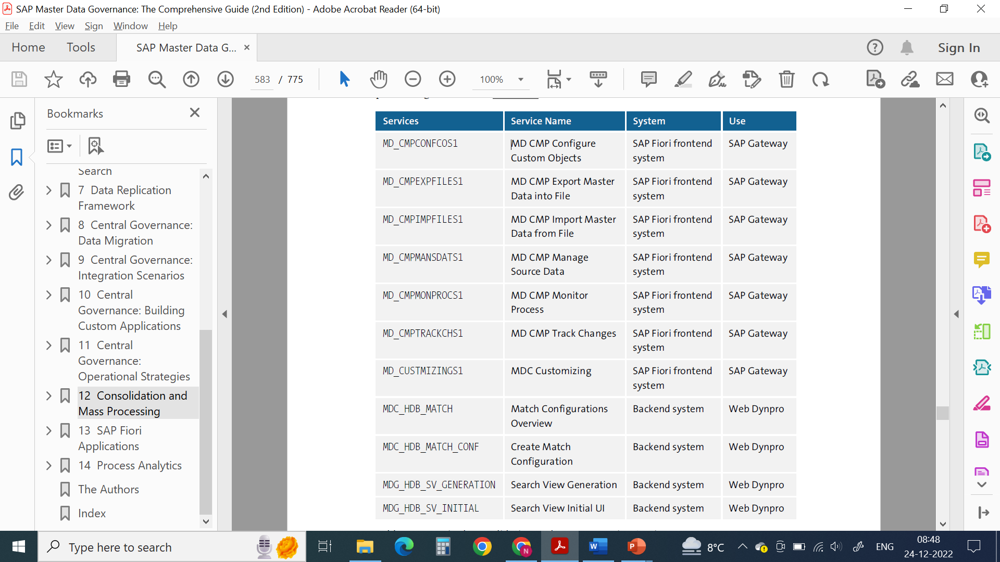 SAP Master Data Governance: The Comprehensive Guide (2nd Edition) - Adobe Acrobat Reader (64-bit)
File Edit View Sign Window Help
Home Tools SAP Master Data G... Sign In
583 / 775 100%
Bookmarks
Search
7 Data Replication
Framework
8 Central Governance:
Data Migration
9 Central Governance:
Integration Scenarios
10 Central
Governance: Building
Custom Applications
11 Central
Governance:
Operational Strategies
12 Consolidation and
Mass Processing
13 SAP Fiori
Applications
14 Process Analytics
The Authors
Index
Services Service Name System Use
MD_CMPCONFCOS1 MD CMP Configure SAP Fiori frontend SAP Gateway
Custom Objects system
MD_CMPEXPFILES1 MD CMP Export Master SAP Fiori frontend SAP Gateway
Data into File system
MD_CMPIMPFILES1 MD CMP Import Master SAP Fiori frontend SAP Gateway
Data from File system
MD_CMPMANSDATS1 MD CMP Manage SAP Fiori frontend SAP Gateway
Source Data system
MD_CMPMONPROCS1 MD CMP Monitor SAP Fiori frontend SAP Gateway
Process system
MD_CMPTRACKCHS1 MD CMP Track Changes SAP Fiori frontend SAP Gateway
system
MD_CUSTMIZINGS1 MDC Customizing SAP Fiori frontend SAP Gateway
system
MDC_HDB_MATCH Match Configurations Backend system Web Dynpro
Overview
MDC_HDB_MATCH_CONF Create Match Backend system Web Dynpro
Configuration
MDG_HDB_SV_GENERATION Search View Generation Backend system Web Dynpro
MDG_HDB_SV_INITIAL Search View Initial UI Backend system Web Dynpro
Type here to search
8°C ENG 08:48
24-12-2022